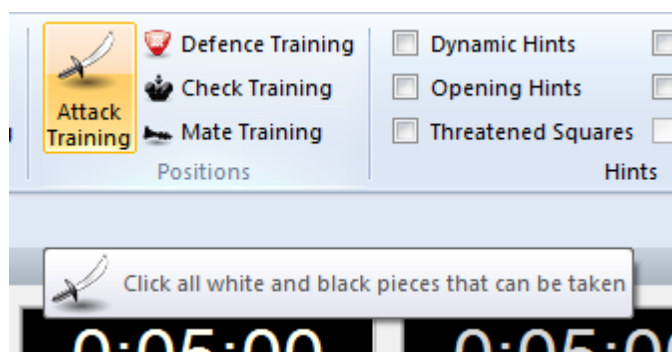 Attack
Training
Defence Training
Check Training
Mate Training
Positions
Dynamic Hints
Opening Hints
Threatened Squares
Hints
Click all white and black pieces that can be taken
0:05:00
0:05:0